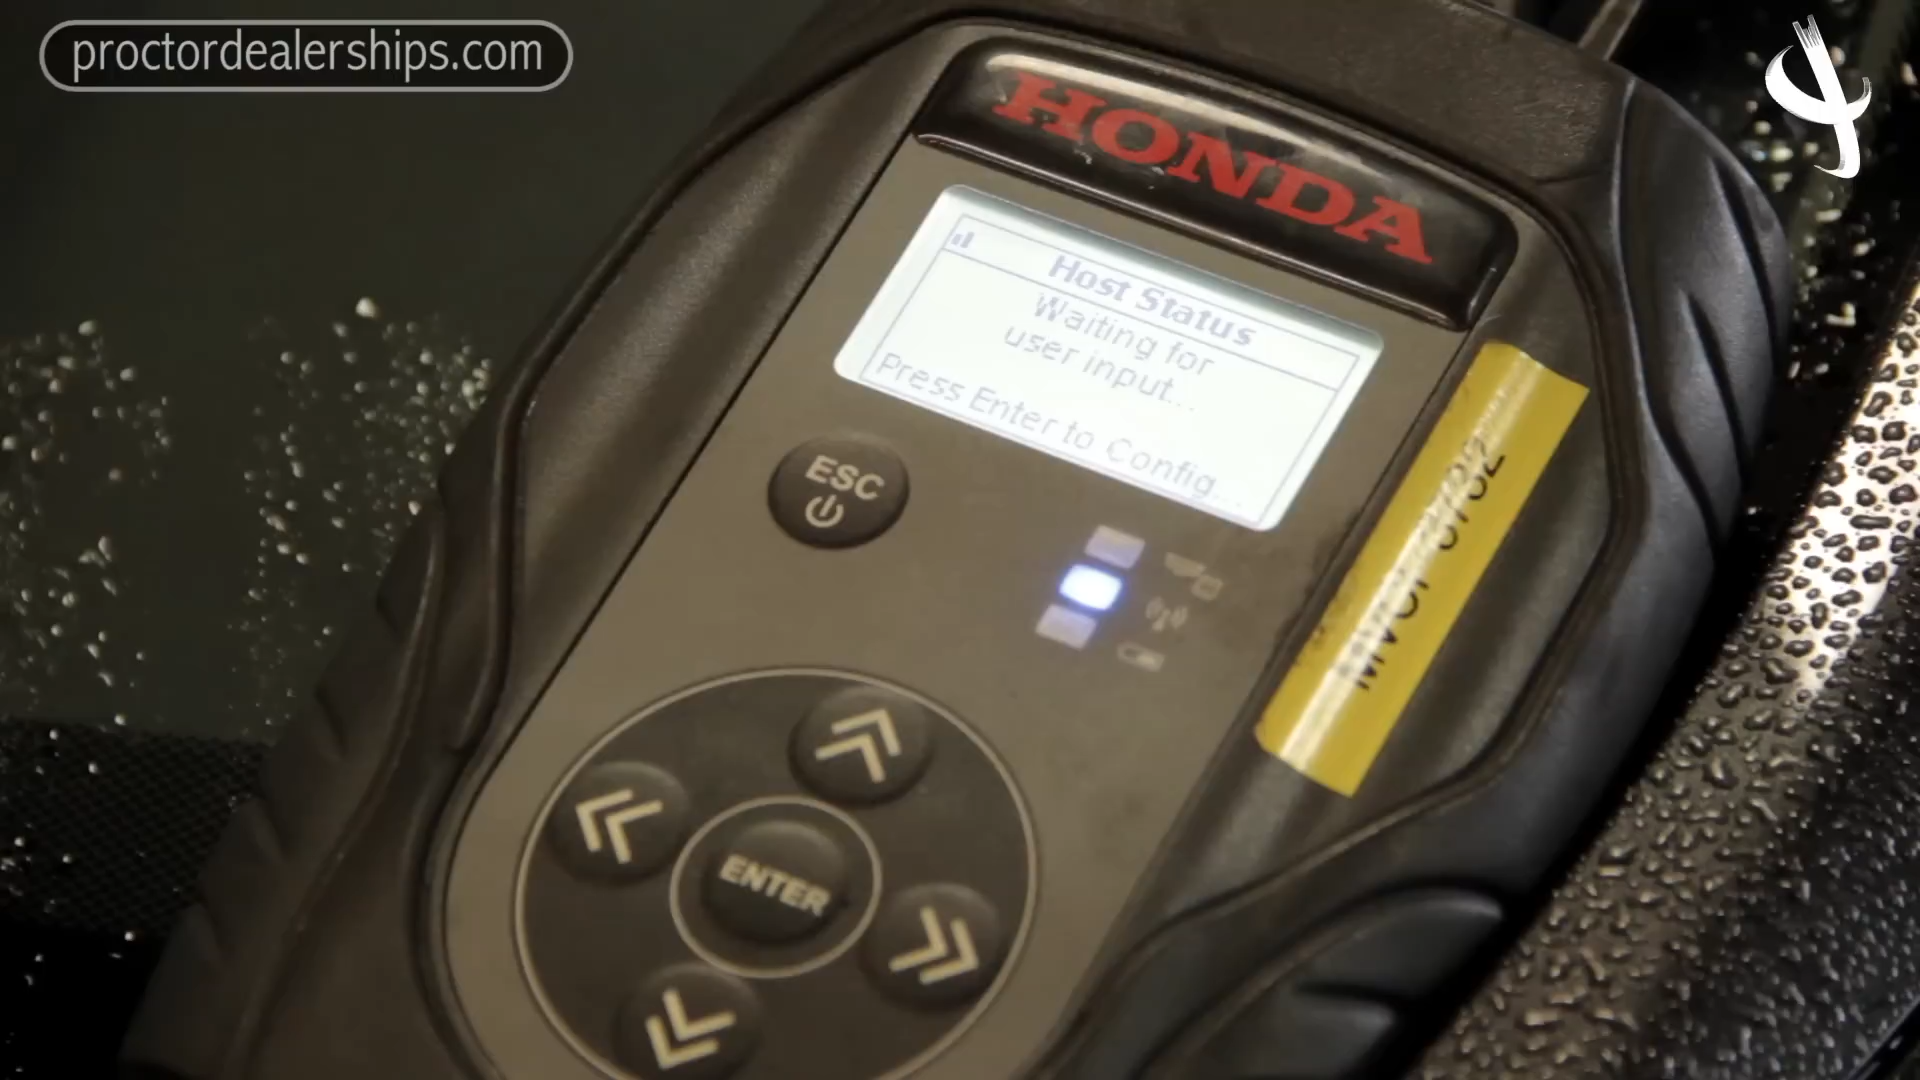 proctordealerships.com
HONDA
Host Status
Waiting for
user input...
Press Enter to Config...
ESC
ENTER